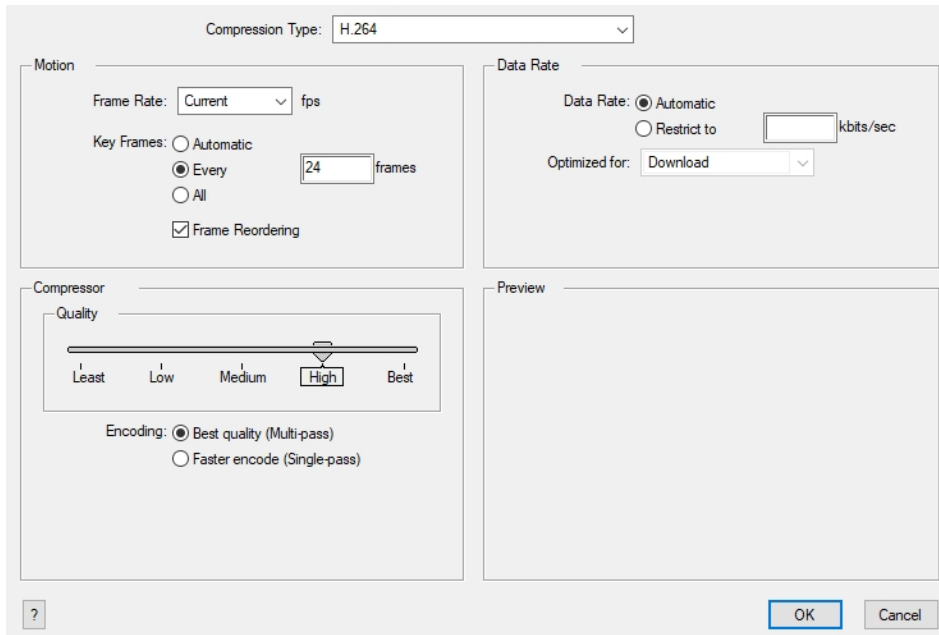 Compression Type: H.264
Motion
Frame Rate: Current fps
Key Frames: Automatic
Every 24 frames
All
Frame Reordering
Data Rate
Data Rate: Automatic
Restrict to kbits/sec
Optimized for: Download
Compressor
Quality
Least Low Medium High Best
Encoding: Best quality (Multi-pass)
Faster encode (Single-pass)
Preview
? OK Cancel